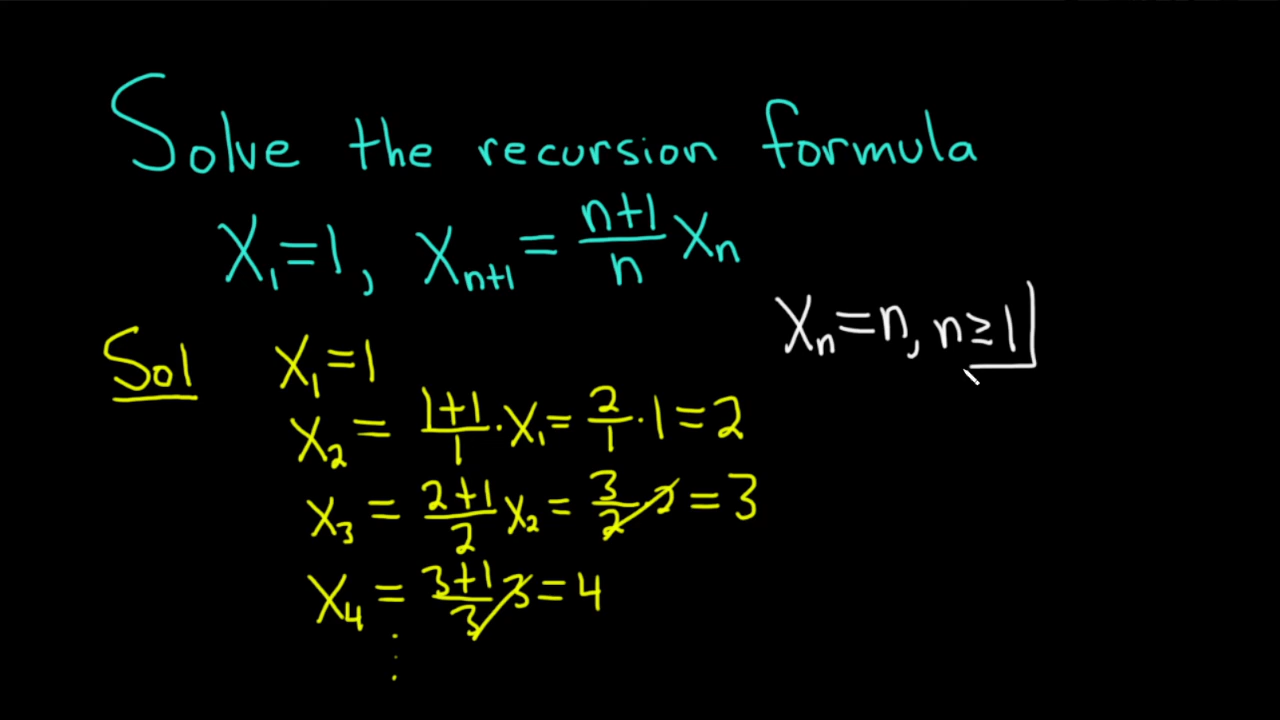 Solve the recursion formula
X₁=1, Xₙ₊₁ = n+1/n Xₙ
Xₙ=n, n≥1
Sol X₁=1
X₂ = 1+1/1 · X₁ = 2/1 · 1 = 2
X₃ = 2+1/2 X₂ = 3/2 2 = 3
X₄ = 3+1/3 3 = 4
⋮